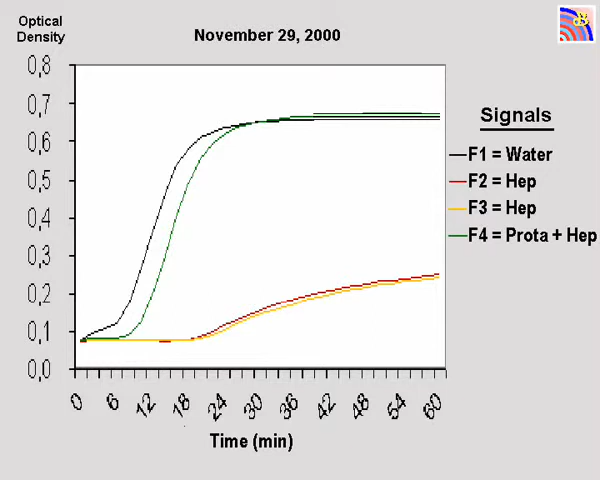 Optical
Density
November 29, 2000
0,8
0,7
0,6
0,5
0,4
0,3
0,2
0,1
0,0
0
6
12
18
24
30
36
42
48
54
60
Time (min)
Signals
F1 = Water
F2 = Hep
F3 = Hep
F4 = Prota + Hep